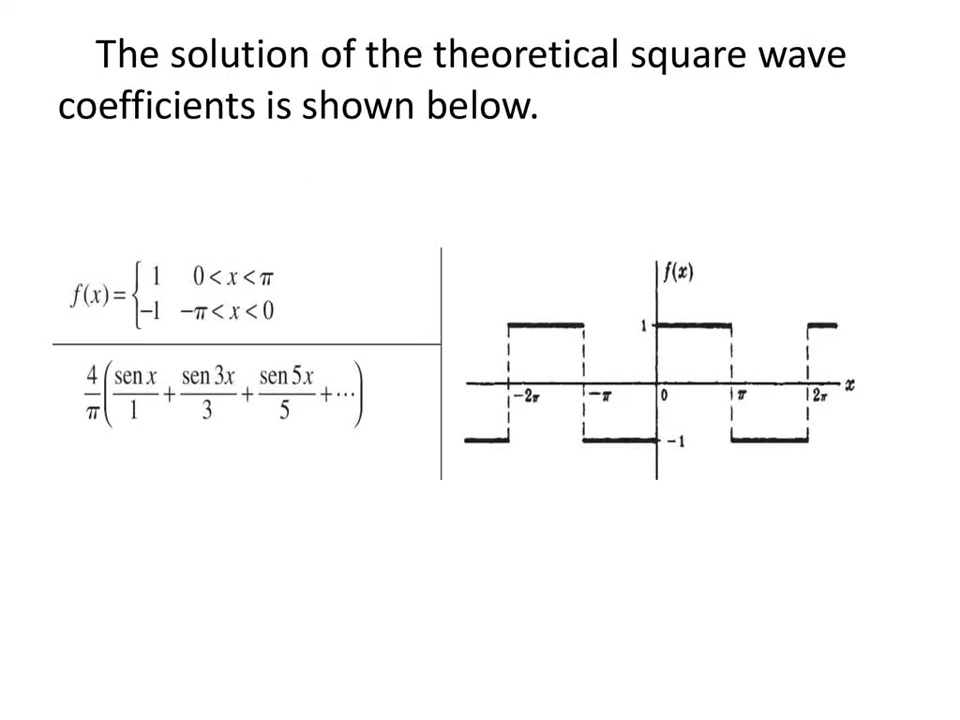 The solution of the theoretical square wave
coefficients is shown below.
f(x)= { 1 0<x<π
-1 -π<x<0
4/π ( sen x/1 + sen 3x/3 + sen 5x/5 +⋯ )
f(x)
1
-2π -π 0 π 2π x
-1